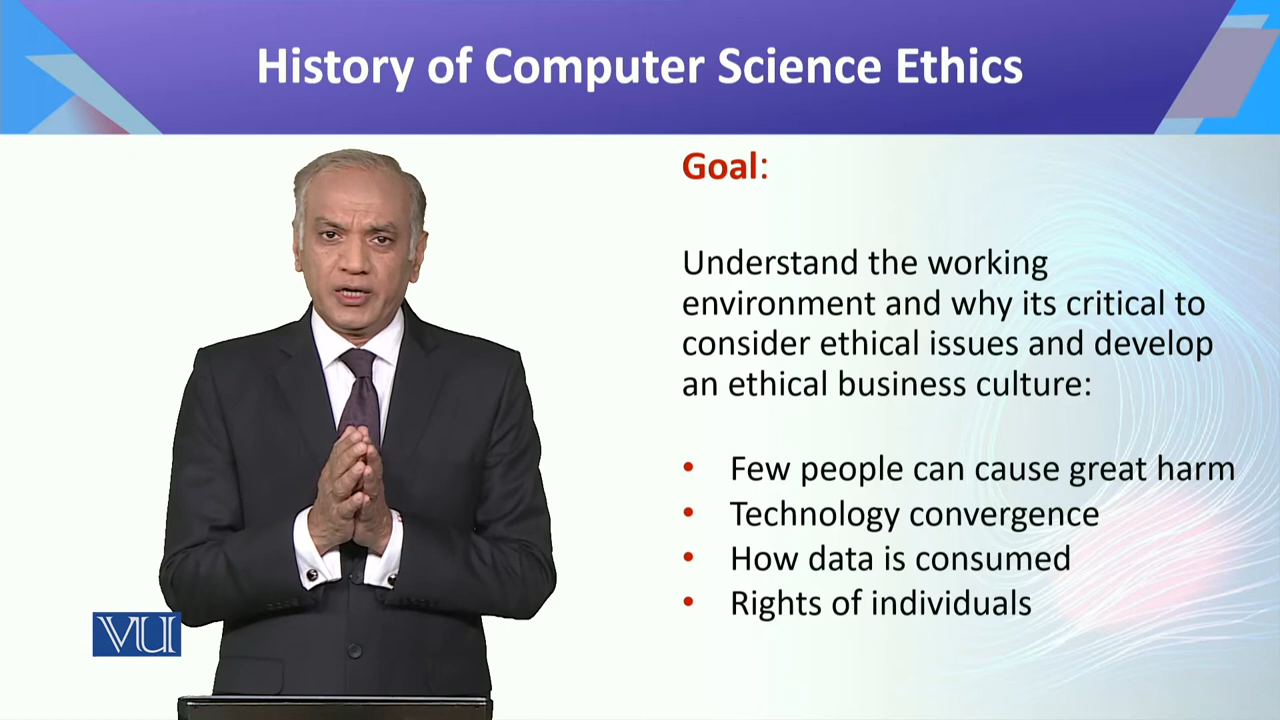 History of Computer Science Ethics
Goal:
Understand the working
environment and why its critical to
consider ethical issues and develop
an ethical business culture:
• Few people can cause great harm
• Technology convergence
• How data is consumed
• Rights of individuals
VU